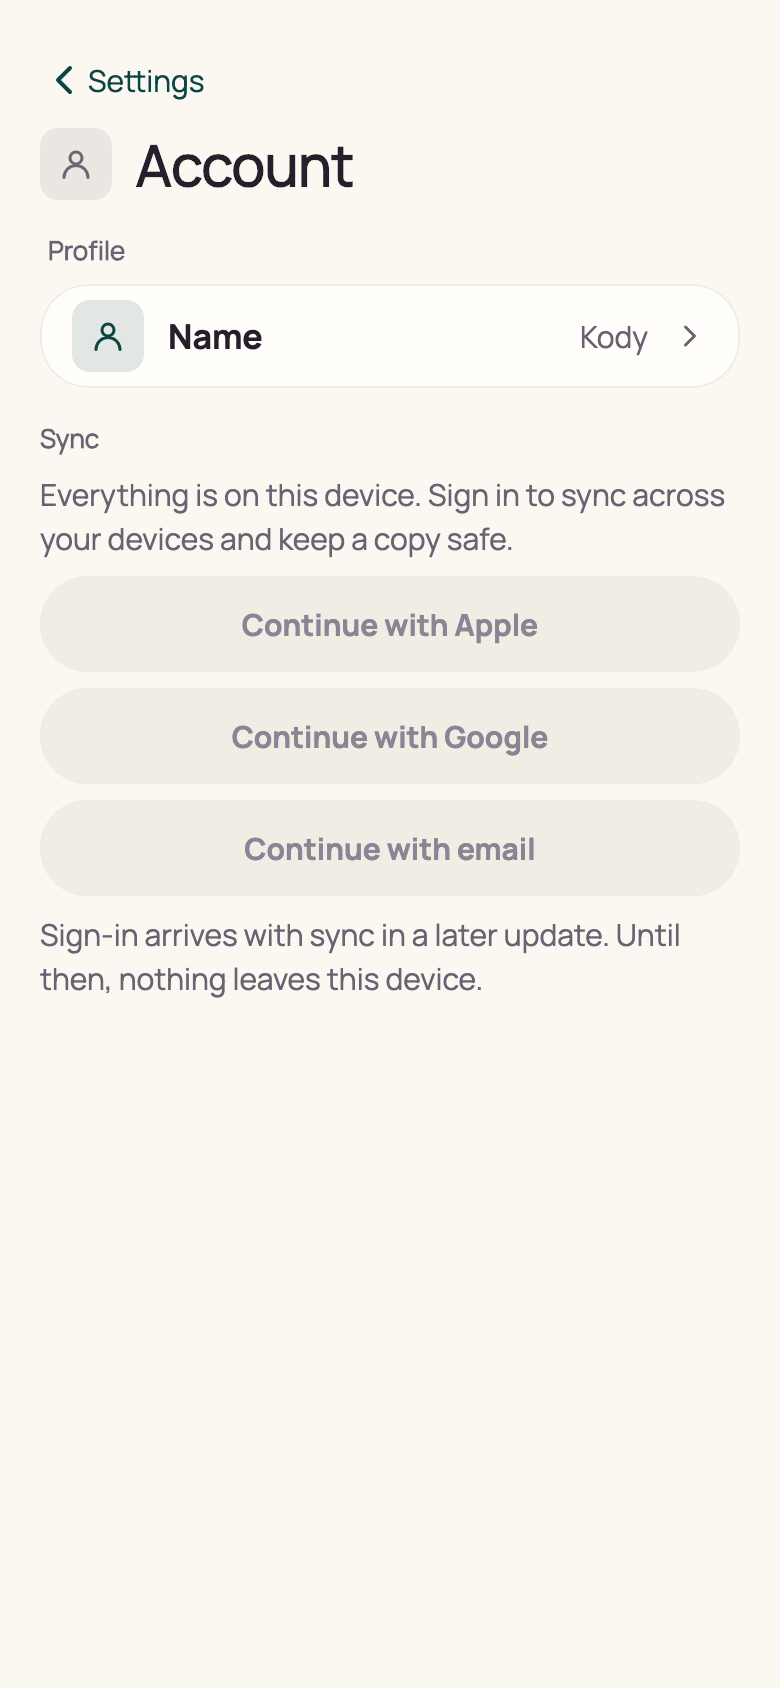 Settings
Account
Profile
Name
Kody
Sync
Everything is on this device. Sign in to sync across
your devices and keep a copy safe.
Continue with Apple
Continue with Google
Continue with email
Sign-in arrives with sync in a later update. Until
then, nothing leaves this device.